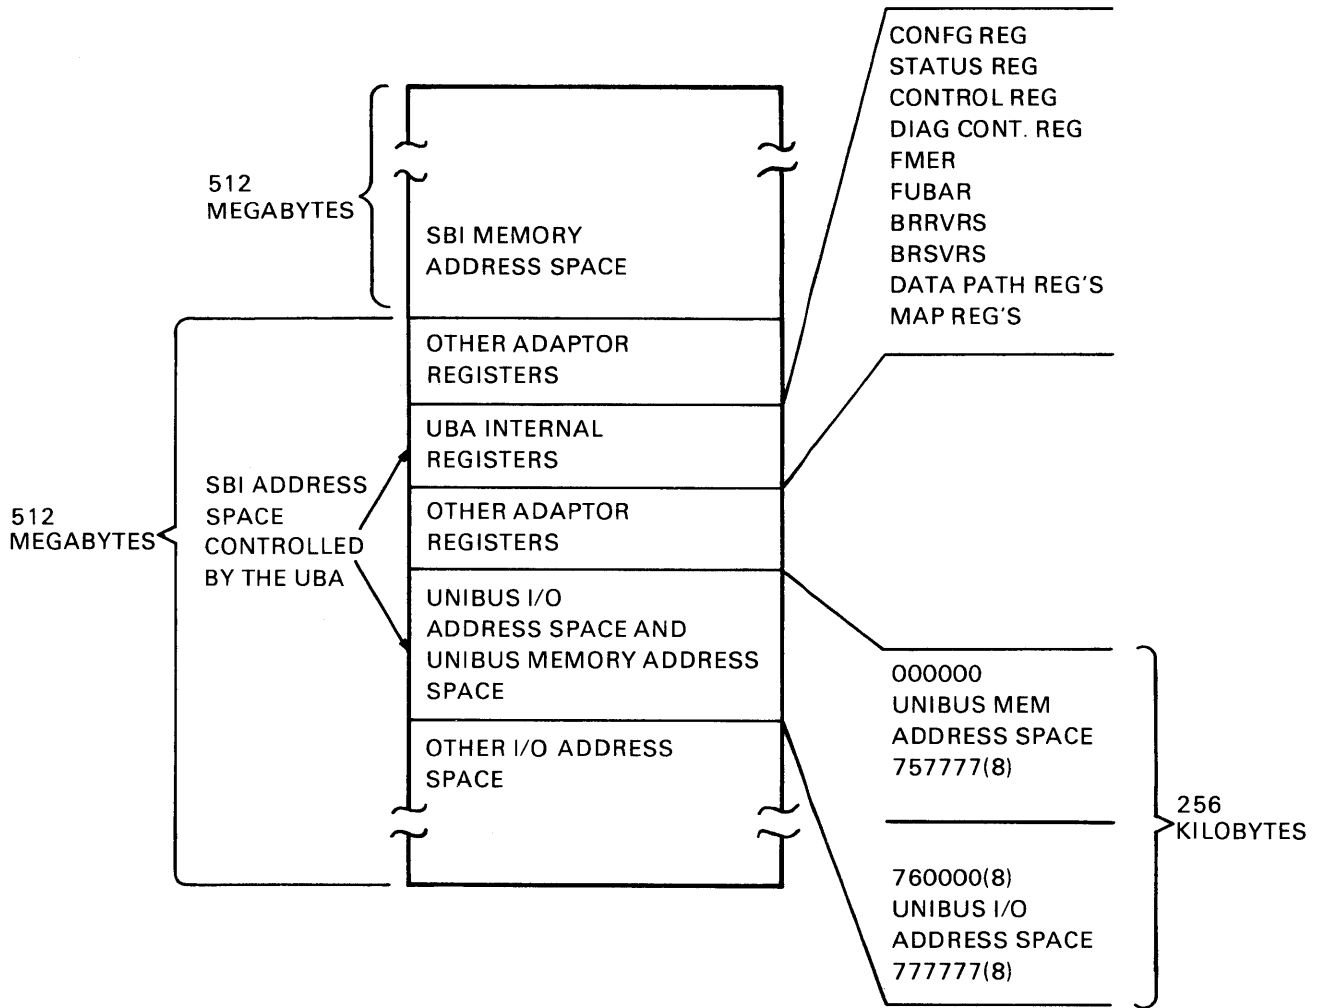 512
MEGABYTES
SBI MEMORY
ADDRESS SPACE
OTHER ADAPTOR
REGISTERS
UBA INTERNAL
REGISTERS
OTHER ADAPTOR
REGISTERS
UNIBUS I/O
ADDRESS SPACE AND
UNIBUS MEMORY ADDRESS
SPACE
OTHER I/O ADDRESS
SPACE
512
MEGABYTES
SBI ADDRESS
SPACE
CONTROLLED
BY THE UBA
CONFG REG
STATUS REG
CONTROL REG
DIAG CONT. REG
FMER
FUBAR
BRRVRS
BRSVRS
DATA PATH REG'S
MAP REG'S
000000
UNIBUS MEM
ADDRESS SPACE
757777(8)
760000(8)
UNIBUS I/O
ADDRESS SPACE
777777(8)
256
KILOBYTES